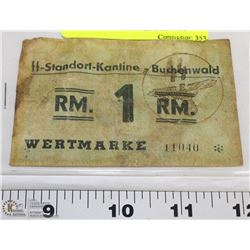 Consignor: 353
SS-Standort-Kantine - Buchenwald
RM. 1 RM.
WERTMARKE 11040 *
9 10 11 12